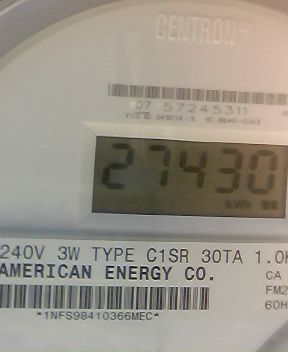 CENTRON®
07 57245311
27430
kWh
240V 3W TYPE C1SR 30TA 1.0K
AMERICAN ENERGY CO.
CA
FM2
60H
*1NFS98410366MEC*